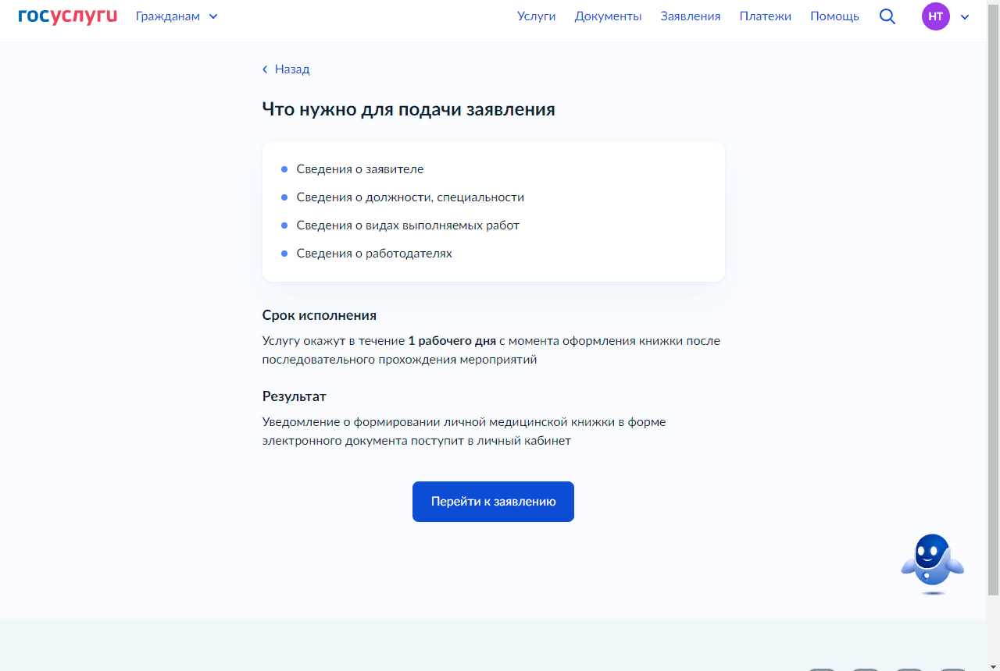 госуслуги Гражданам Услуги Документы Заявления Платежи Помощь НТ
Назад
Что нужно для подачи заявления
Сведения о заявителе
Сведения о должности, специальности
Сведения о видах выполняемых работ
Сведения о работодателях
Срок исполнения
Услугу окажут в течение 1 рабочего дня с момента оформления книжки после
последовательного прохождения мероприятий
Результат
Уведомление о формировании личной медицинской книжки в форме
электронного документа поступит в личный кабинет
Перейти к заявлению